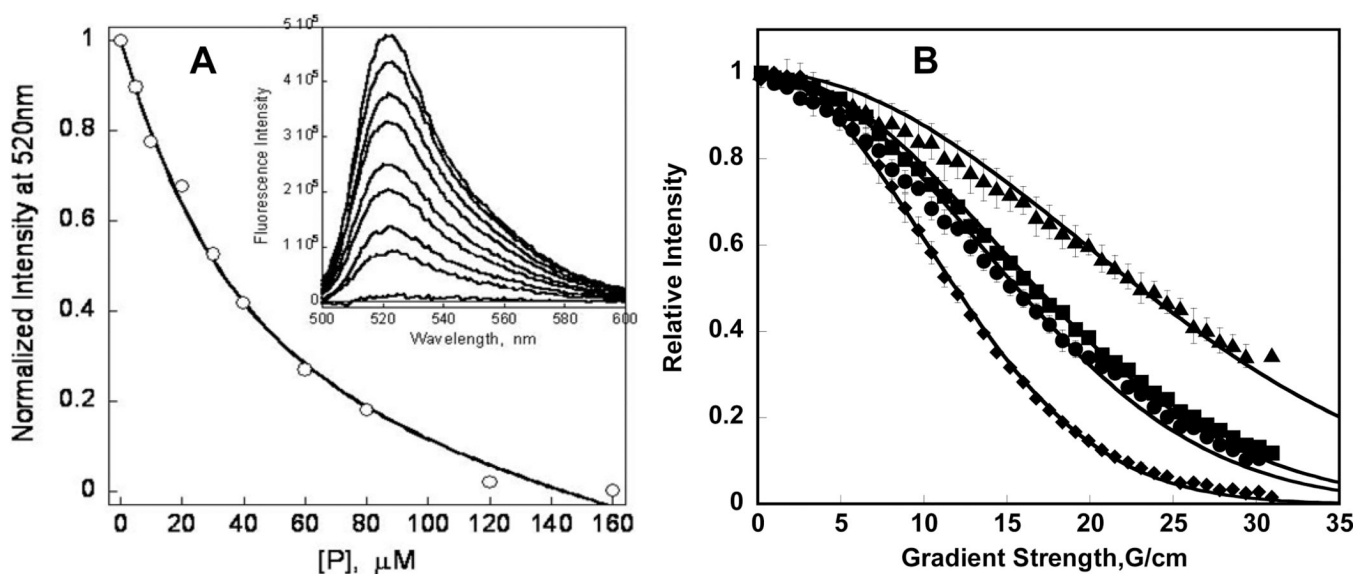 A
Normalized Intensity at 520nm
1
0.8
0.6
0.4
0.2
0
0 20 40 60 80 100 120 140 160
[P], μM
Fluorescence Intensity
5 10⁵
4 10⁵
3 10⁵
2 10⁵
1 10⁵
0
500 520 540 560 580 600
Wavelength, nm
B
Relative Intensity
1
0.8
0.6
0.4
0.2
0
0 5 10 15 20 25 30 35
Gradient Strength,G/cm